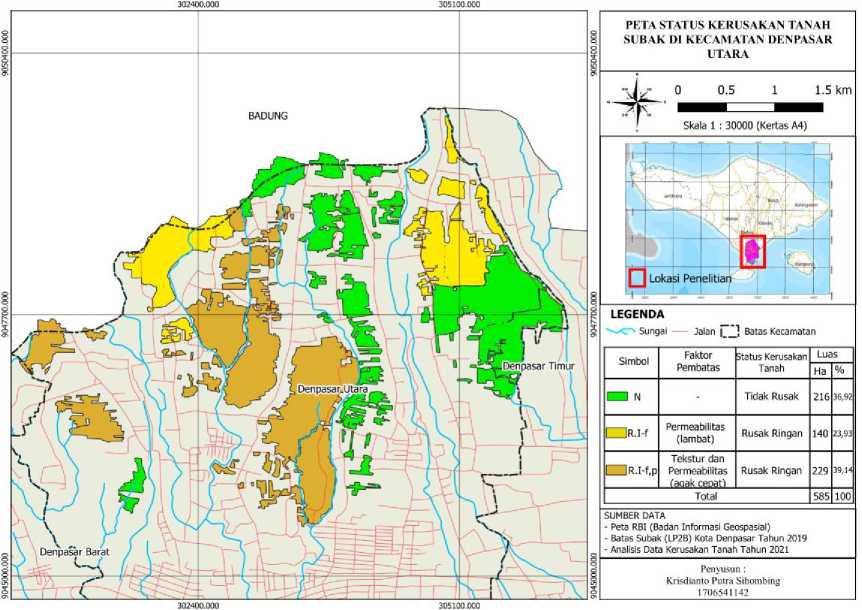 302400.000
305100.000
9050400.000
9050400.000
BADUNG
9047700.000
9047700.000
Denpasar Timur
Denpasar Utara
Denpasar Barat
9045000.000
9045000.000
302400.000
305100.000
PETA STATUS KERUSAKAN TANAH
SUBAK DI KECAMATAN DENPASAR
UTARA
0 0.5 1 1.5 km
Skala 1 : 30000 (Kertas A4)
Lokasi Penelitian
LEGENDA
Sungai Jalan Batas Kecamatan
Simbol Faktor Pembatas Status Kerusakan Tanah Luas
Ha %
N - Tidak Rusak 216 36,92
R.I-f Permeabilitas (lambat) Rusak Ringan 140 23,93
R.I-f,p Tekstur dan Permeabilitas (agak cepat) Rusak Ringan 229 39,14
Total 585 100
SUMBER DATA
- Peta RBI (Badan Informasi Geospasial)
- Batas Subak (LP2B) Kota Denpasar Tahun 2019
- Analisis Data Kerusakan Tanah Tahun 2021
Penyusun :
Krisdianto Putra Sihombing
1706541142